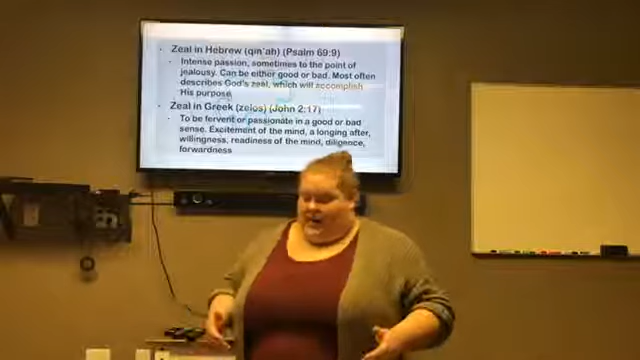 Zeal in Hebrew (qin'ah) (Psalm 69:9)
Intense passion, sometimes to the point of
jealousy. Can be either good or bad. Most often
describes God's zeal, which will accomplish
His purpose
Zeal in Greek (zelos) (John 2:17)
To be fervent or passionate in a good or bad
sense. Excitement of the mind, a longing after,
willingness, readiness of the mind, diligence,
forwardness